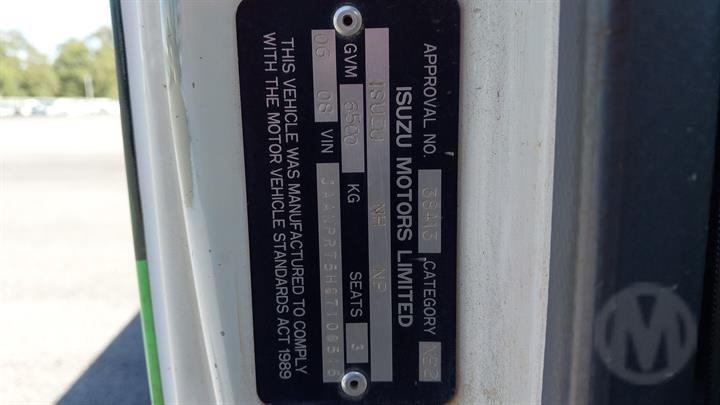 ISUZU MOTORS LIMITED
APPROVAL NO. 38413 CATEGORY NB2
ISUZU NH NP
GVM 6500 KG SEATS 3
06 08 VIN
THIS VEHICLE WAS MANUFACTURED TO COMPLY
WITH THE MOTOR VEHICLE STANDARDS ACT 1989
M